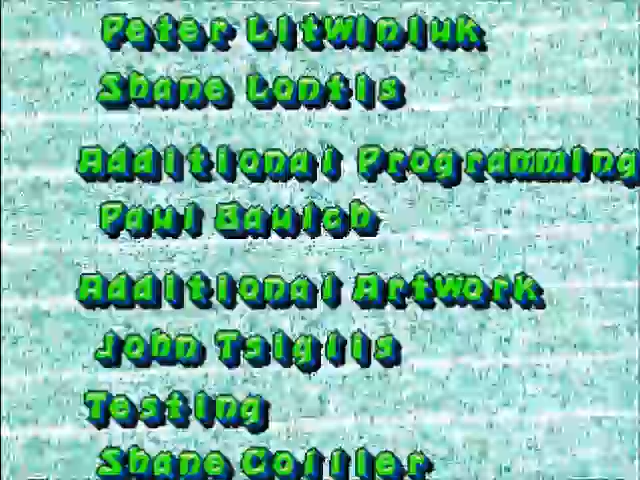 Peter Litwiniuk
Shane Lontis
Additional Programming
Paul Baulch
Additional Artwork
John Tsiglis
Testing
Shane Collier